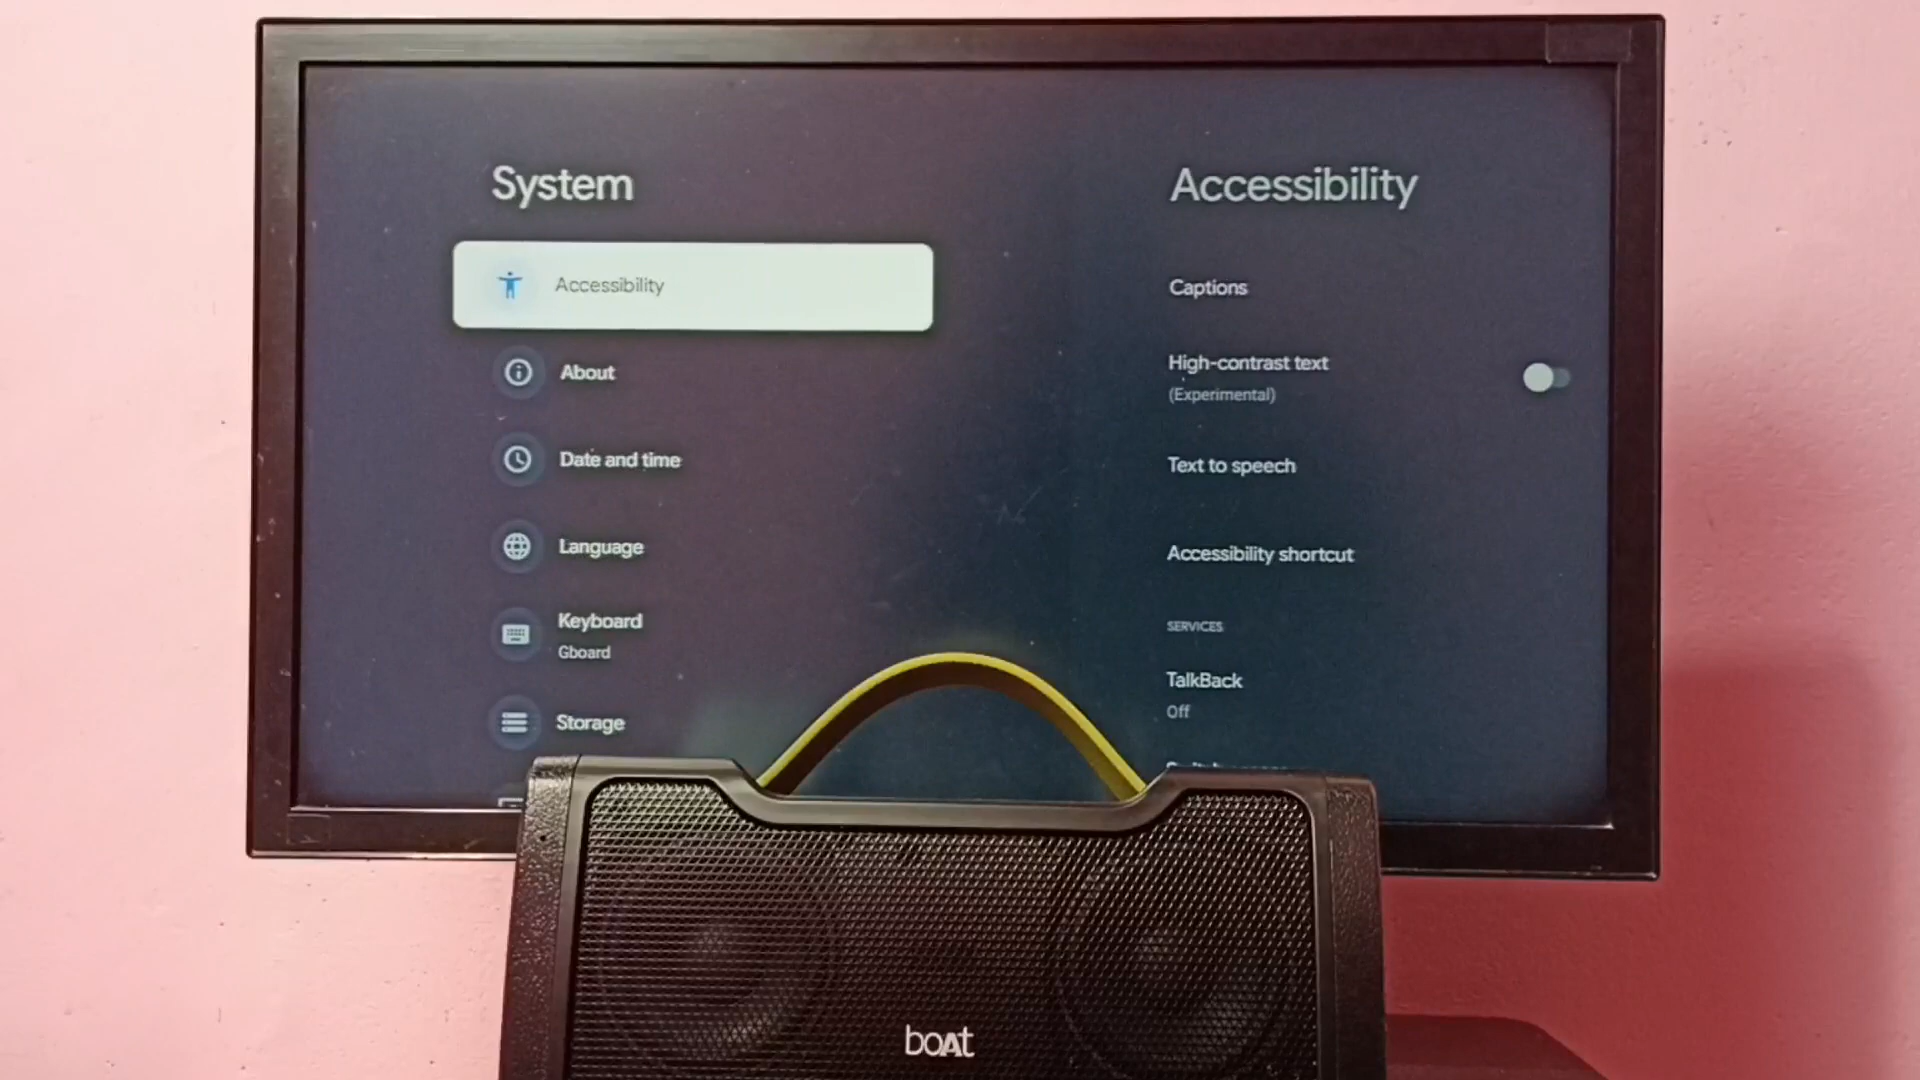 System
Accessibility
About
Date and time
Language
Keyboard
Gboard
Storage
Accessibility
Captions
High-contrast text
(Experimental)
Text to speech
Accessibility shortcut
SERVICES
TalkBack
Off
boAt